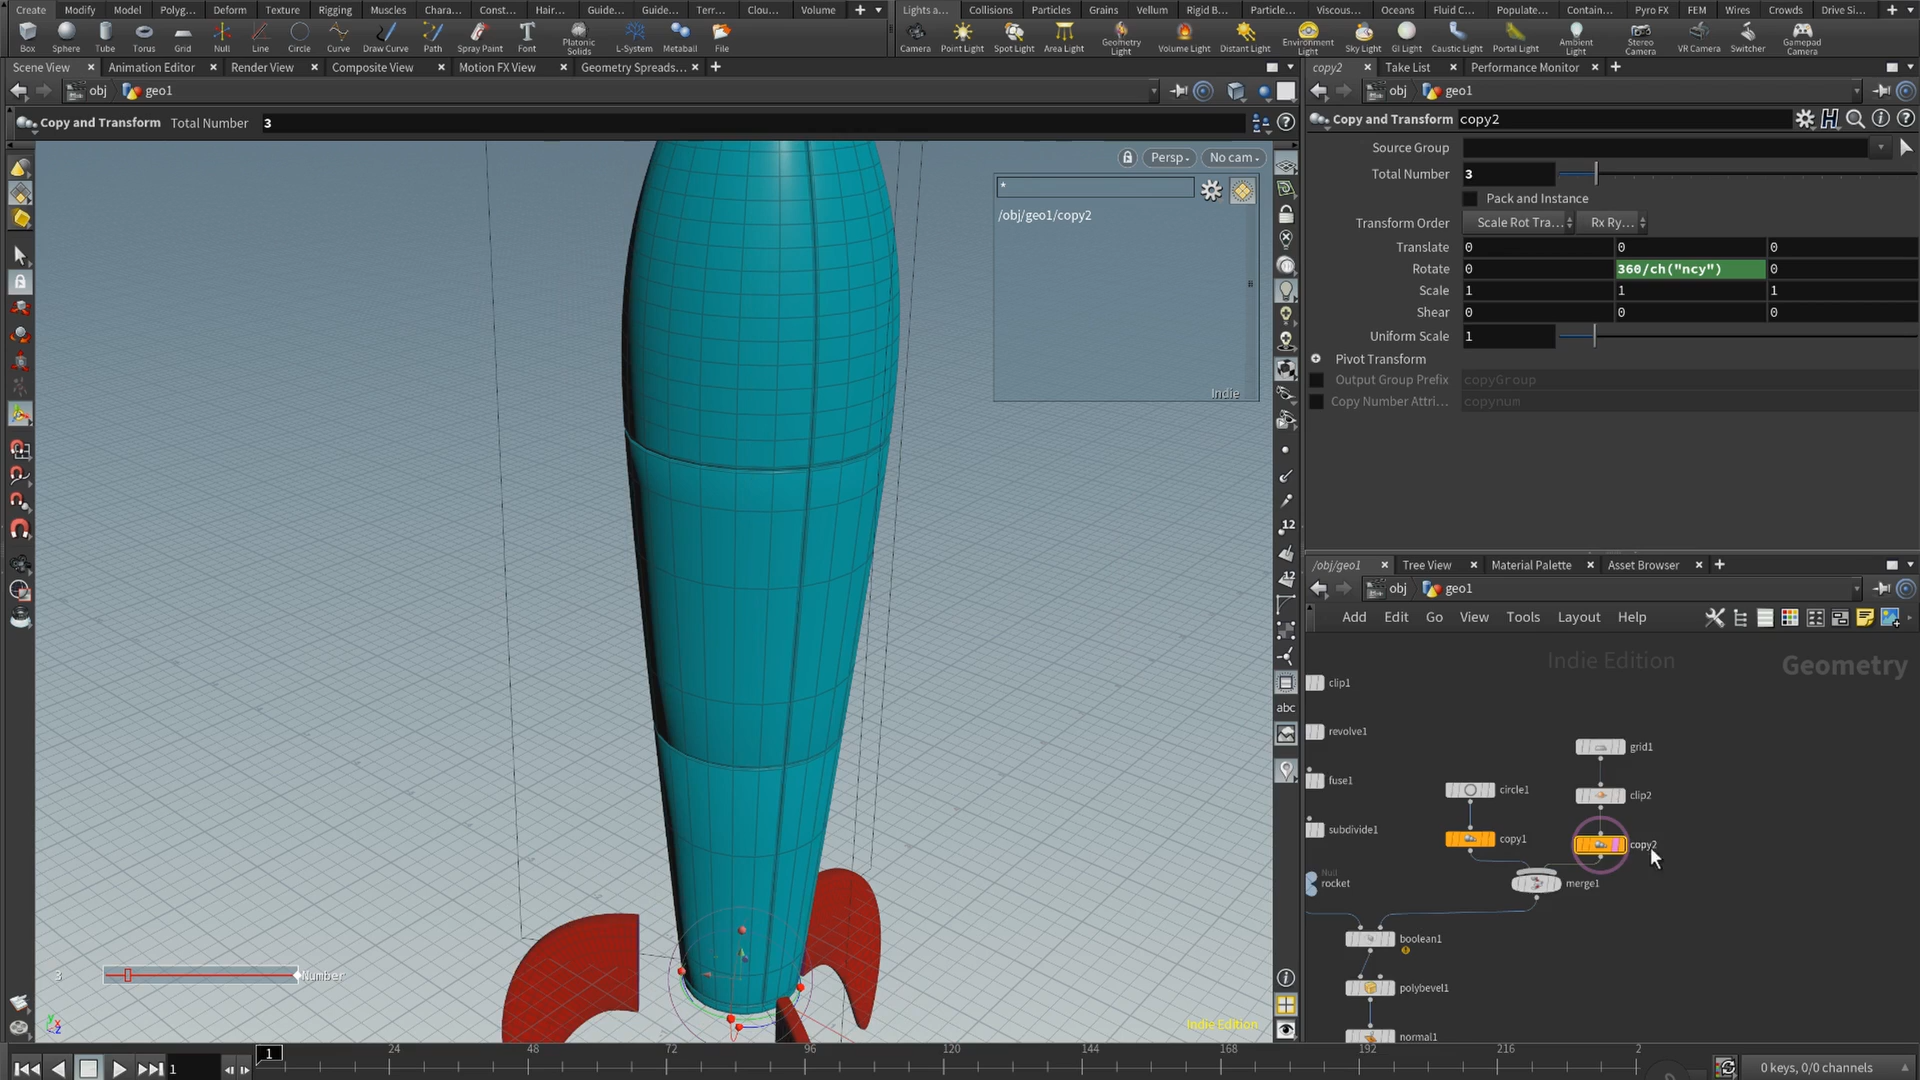 Create Modify Model Polyg... Deform Texture Rigging Muscles Chara... Const... Hair... Guide... Guide... Terr... Clou... Volume
Lights a... Collisions Particles Grains Vellum Rigid B... Particle... Viscous... Oceans Fluid C... Populate... Contain... Pyro FX FEM Wires Crowds Drive Si...
Box Sphere Tube Torus Grid Null Line Circle Curve Draw Curve Path Spray Paint Font Platonic Solids L-System Metaball File
Camera Point Light Spot Light Area Light Geometry Light Volume Light Distant Light Environment Light Sky Light GI Light Caustic Light Portal Light Ambient Light Stereo Camera VR Camera Switcher Gamepad Camera
Scene View Animation Editor Render View Composite View Motion FX View Geometry Spreads...
copy2 Take List Performance Monitor
obj geo1
obj geo1
Copy and Transform Total Number 3
Copy and Transform copy2
Source Group
Total Number 3
Pack and Instance
Transform Order Scale Rot Tra... Rx Ry...
Translate 0 0 0
Rotate 0 360/ch("ncy") 0
Scale 1 1 1
Shear 0 0 0
Uniform Scale 1
Pivot Transform
Output Group Prefix copyGroup
Copy Number Attri... copynum
Persp No cam
*
/obj/geo1/copy2
Indie
12
12
abc
/obj/geo1 Tree View Material Palette Asset Browser
obj geo1
Add Edit Go View Tools Layout Help
Indie Edition Geometry
clip1
revolve1
grid1
fuse1
circle1
clip2
subdivide1
copy1
copy2
Null
rocket
merge1
boolean1
polybevel1
normal1
3 Number
y x z
Indie Edition
1 24 48 72 96 120 144 168 192 216 2
1
0 keys, 0/0 channels